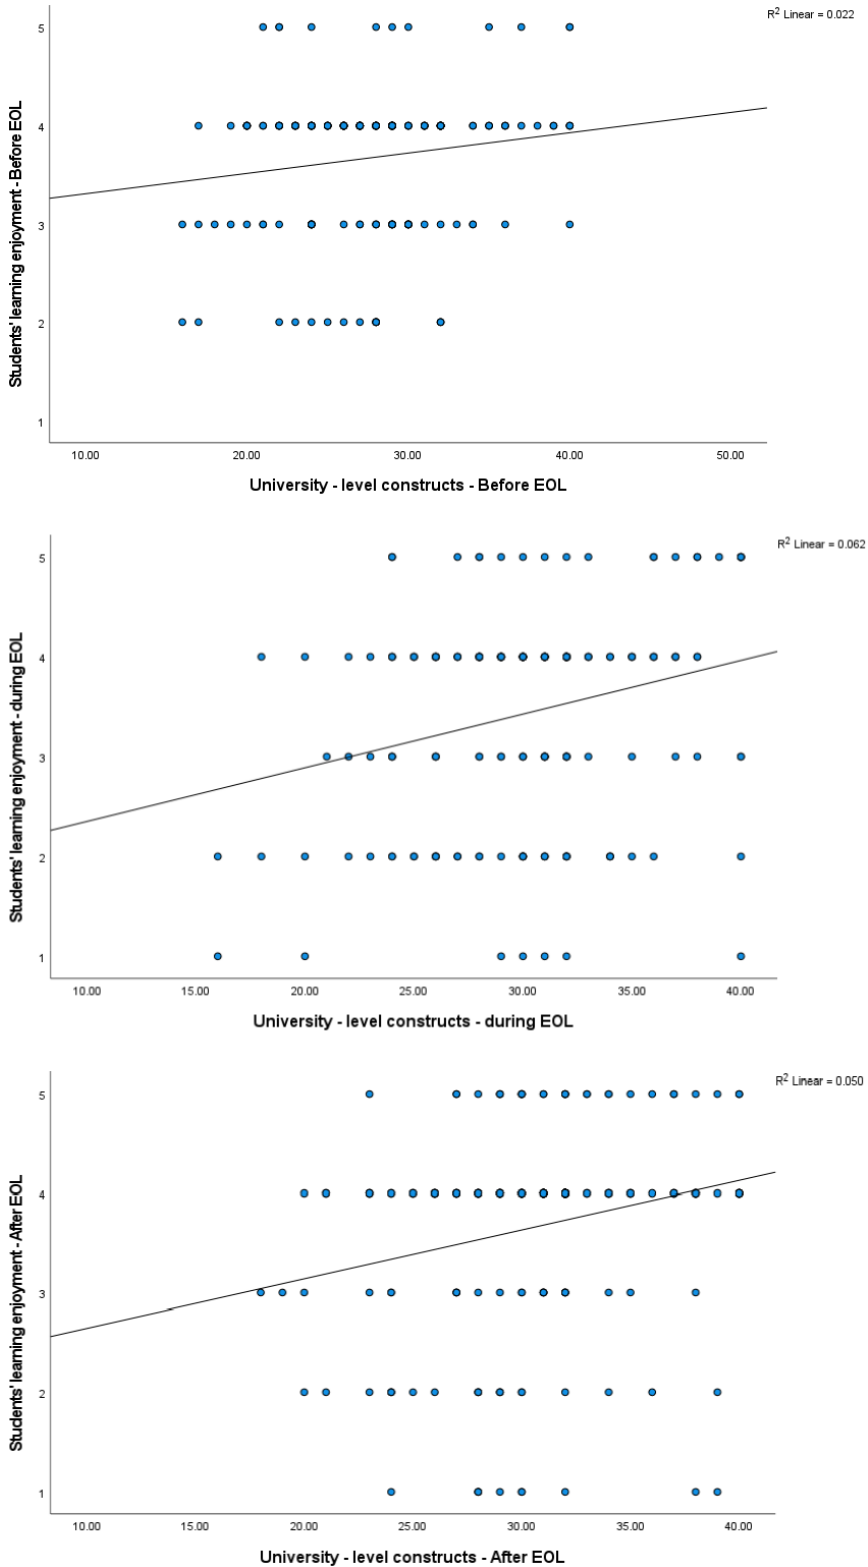 R² Linear = 0.022
Students' learning enjoyment - Before EOL
5
4
3
2
1
10.00 20.00 30.00 40.00 50.00
University - level constructs - Before EOL
R² Linear = 0.062
Students' learning enjoyment - during EOL
5
4
3
2
1
10.00 15.00 20.00 25.00 30.00 35.00 40.00
University - level constructs - during EOL
R² Linear = 0.050
Students' learning enjoyment - After EOL
5
4
3
2
1
10.00 15.00 20.00 25.00 30.00 35.00 40.00
University - level constructs - After EOL